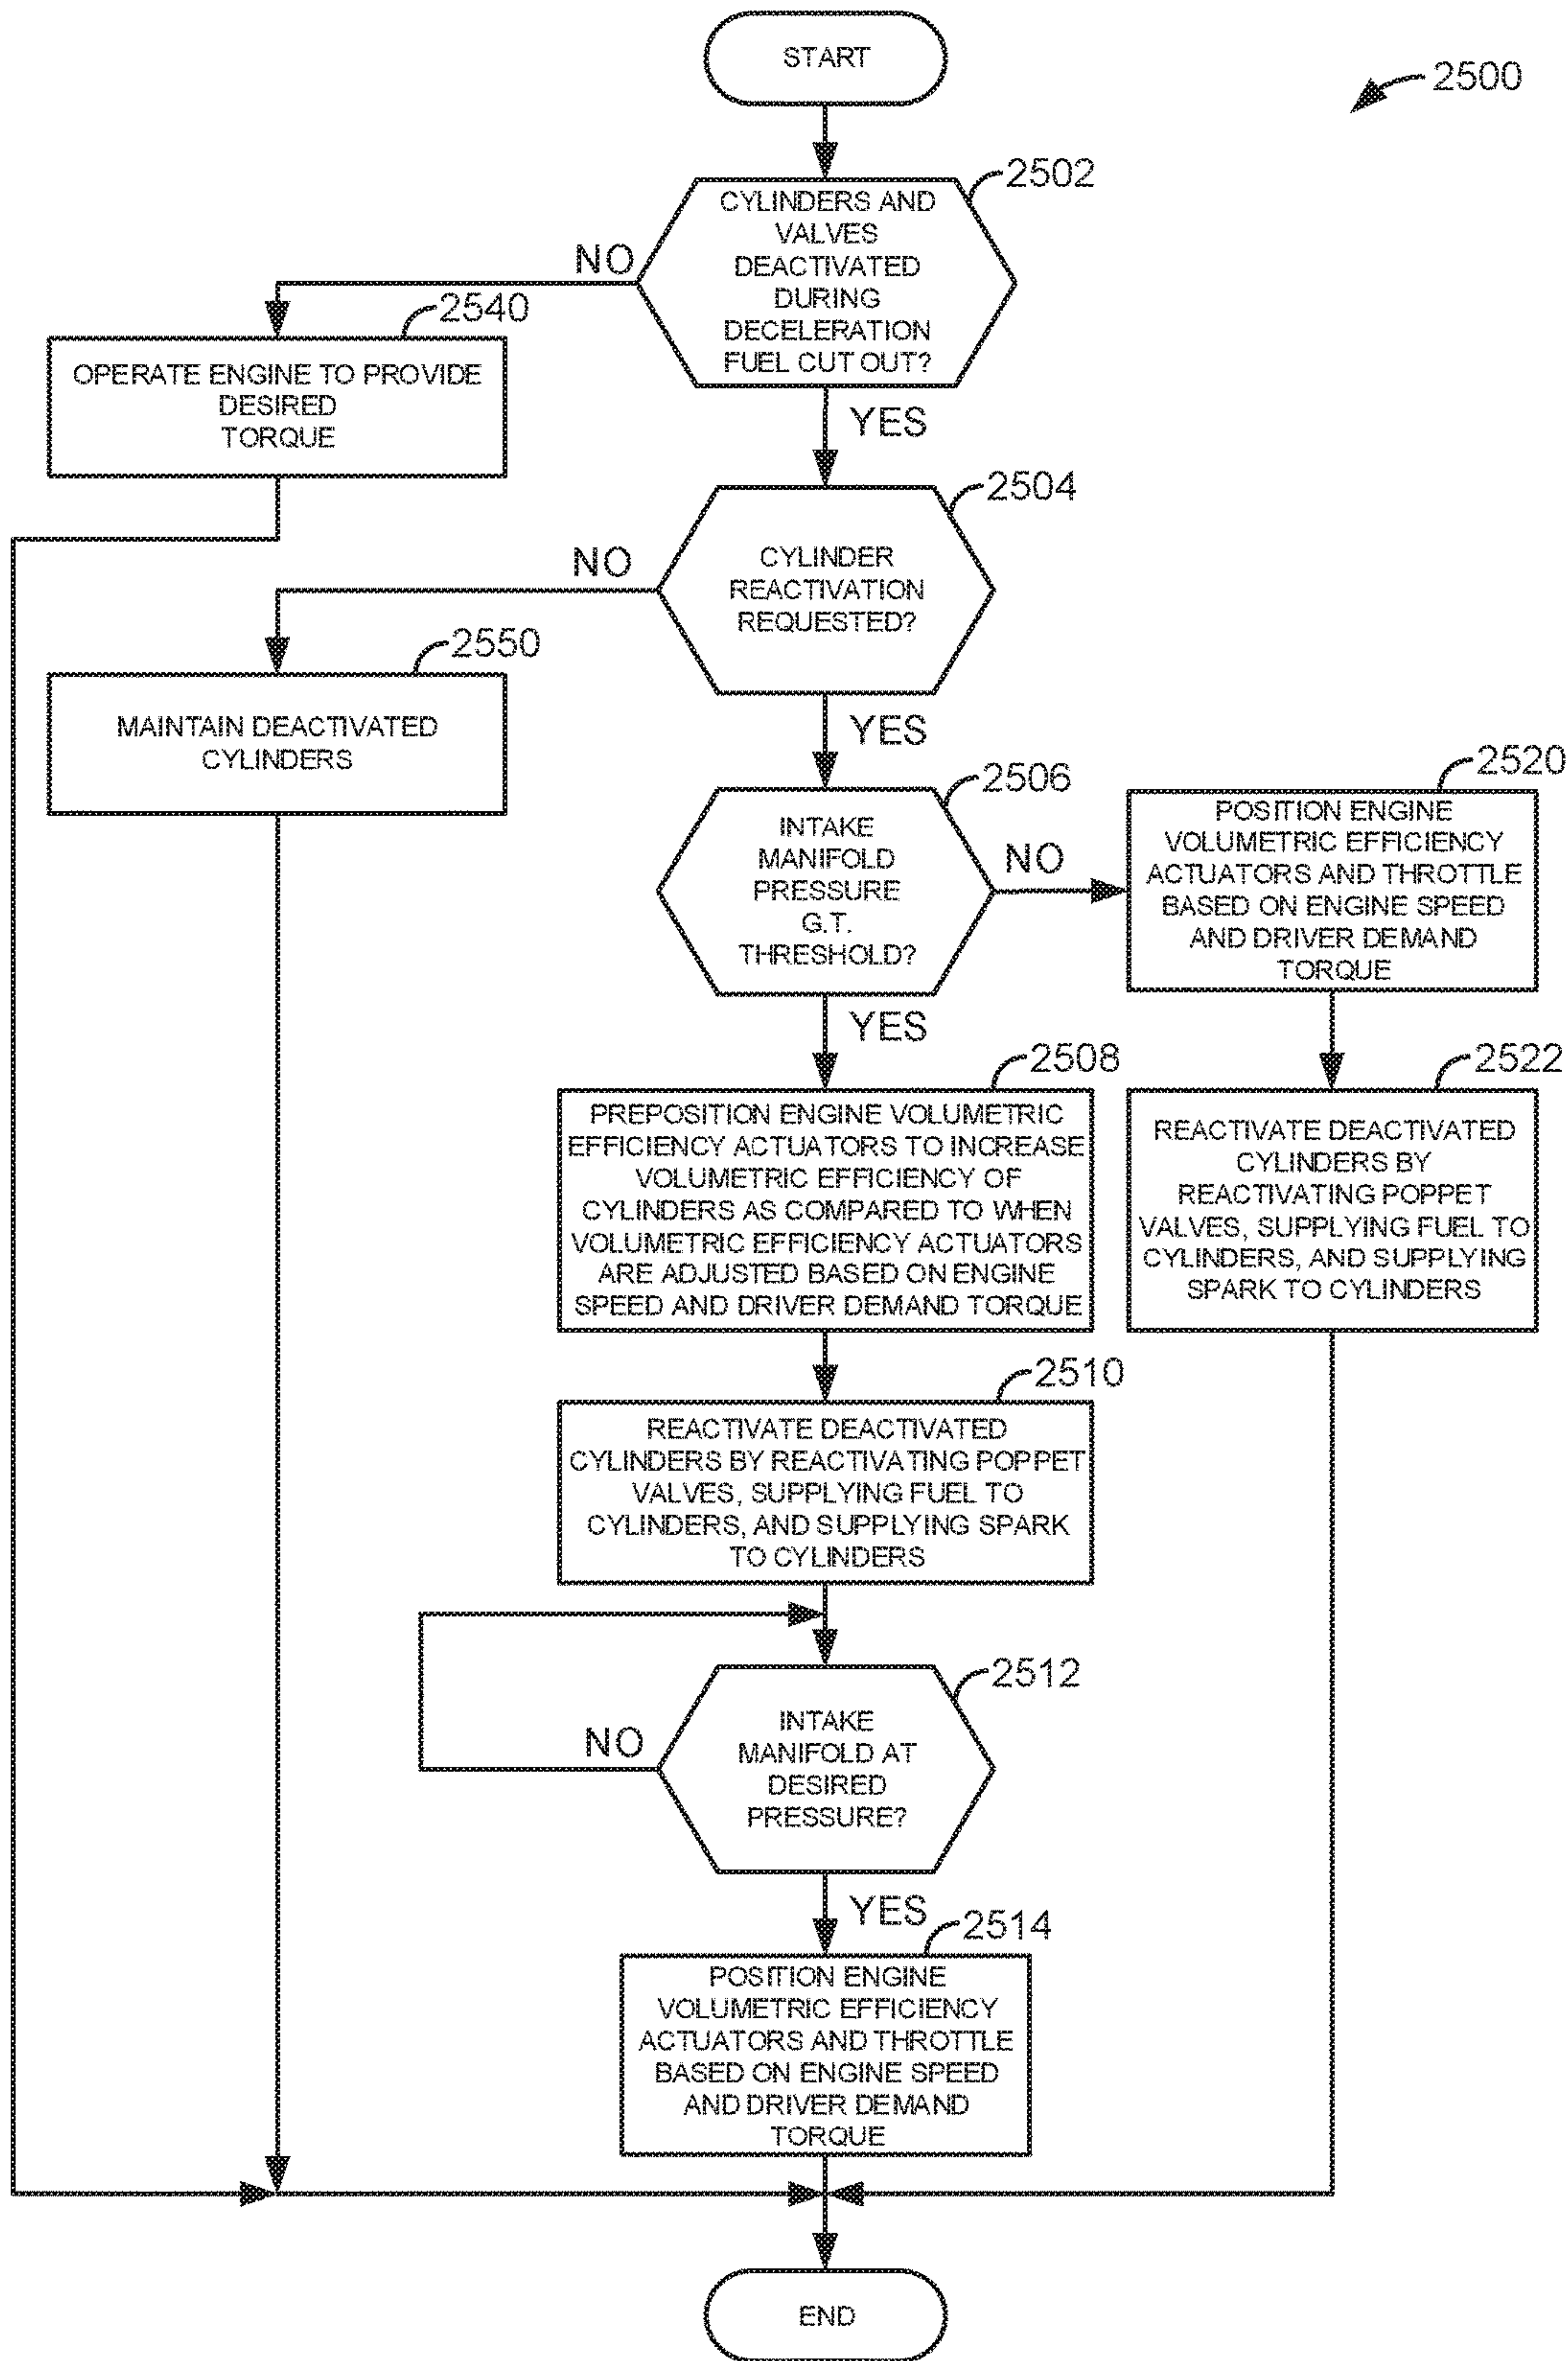 START
2500
2502
CYLINDERS AND
VALVES
DEACTIVATED
DURING
DECELERATION
FUEL CUT OUT?
NO
2540
OPERATE ENGINE TO PROVIDE
DESIRED
TORQUE
YES
2504
CYLINDER
REACTIVATION
REQUESTED?
NO
2550
MAINTAIN DEACTIVATED
CYLINDERS
YES
2506
INTAKE
MANIFOLD
PRESSURE
G.T.
THRESHOLD?
NO
2520
POSITION ENGINE
VOLUMETRIC EFFICIENCY
ACTUATORS AND THROTTLE
BASED ON ENGINE SPEED
AND DRIVER DEMAND
TORQUE
YES
2508
PREPOSITION ENGINE VOLUMETRIC
EFFICIENCY ACTUATORS TO INCREASE
VOLUMETRIC EFFICIENCY OF
CYLINDERS AS COMPARED TO WHEN
VOLUMETRIC EFFICIENCY ACTUATORS
ARE ADJUSTED BASED ON ENGINE
SPEED AND DRIVER DEMAND TORQUE
2522
REACTIVATE DEACTIVATED
CYLINDERS BY
REACTIVATING POPPET
VALVES, SUPPLYING FUEL TO
CYLINDERS, AND SUPPLYING
SPARK TO CYLINDERS
2510
REACTIVATE DEACTIVATED
CYLINDERS BY REACTIVATING POPPET
VALVES, SUPPLYING FUEL TO
CYLINDERS, AND SUPPLYING SPARK
TO CYLINDERS
2512
INTAKE
MANIFOLD AT
DESIRED
PRESSURE?
NO
YES
2514
POSITION ENGINE
VOLUMETRIC EFFICIENCY
ACTUATORS AND THROTTLE
BASED ON ENGINE SPEED
AND DRIVER DEMAND
TORQUE
END